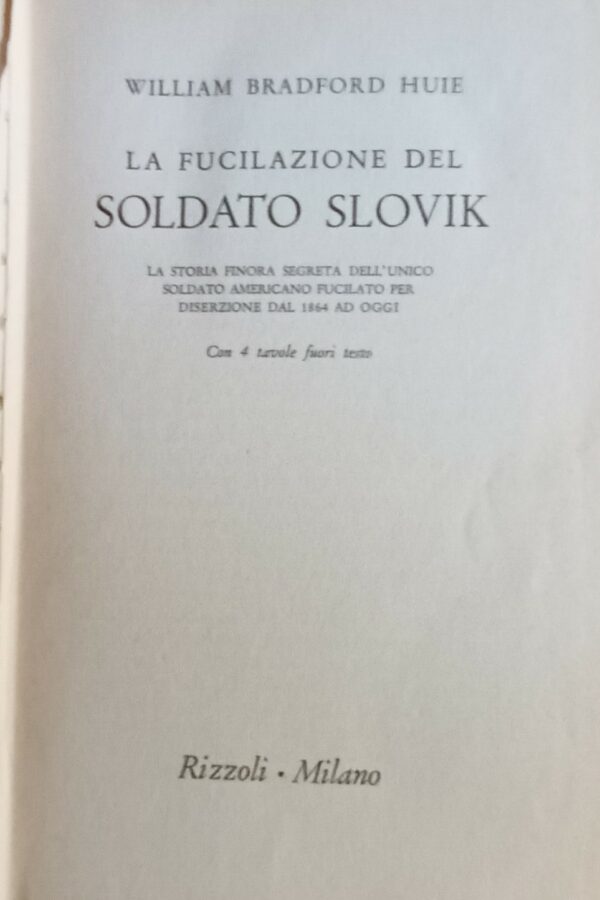 WILLIAM BRADFORD HUIE
LA FUCILAZIONE DEL
SOLDATO SLOVIK
LA STORIA FINORA SEGRETA DELL'UNICO
SOLDATO AMERICANO FUCILATO PER
DISERZIONE DAL 1864 AD OGGI
Con 4 tavole fuori testo
Rizzoli · Milano